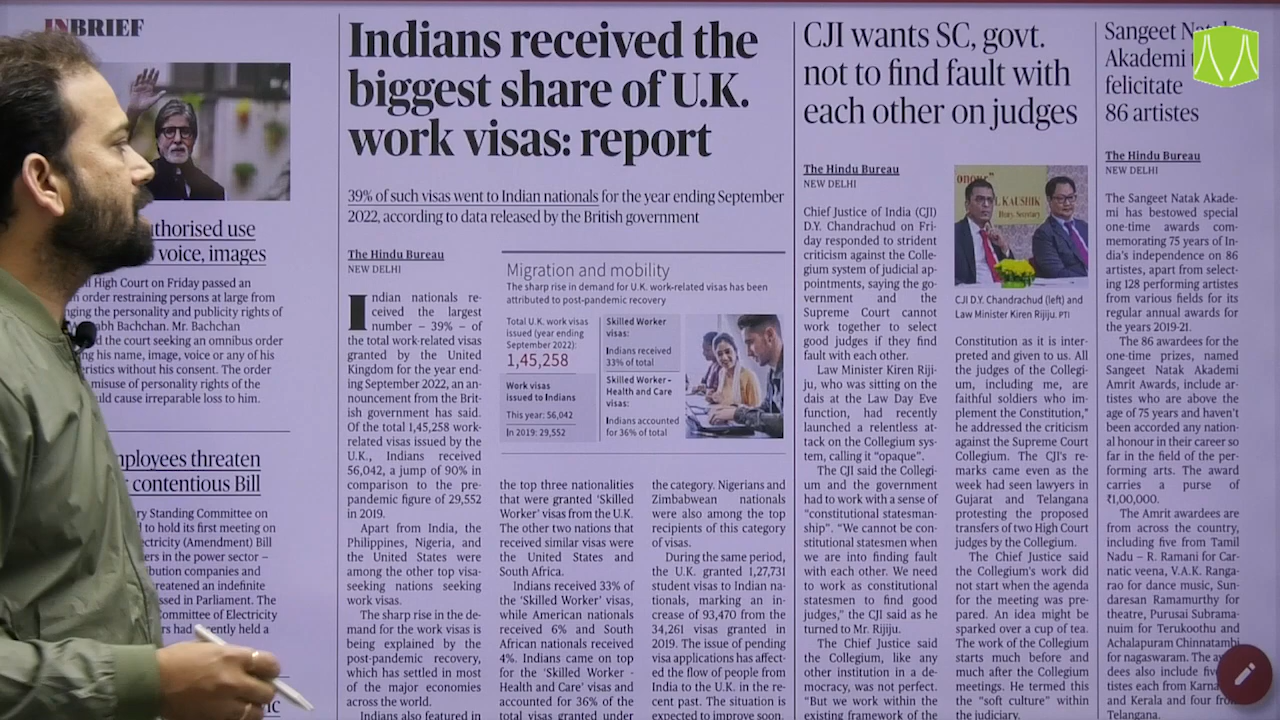 INBRIEF
thorised use
voice, images
High Court on Friday passed an
order restraining persons at large from
ging the personality and publicity rights of
bh Bachchan. Mr. Bachchan
d the court seeking an omnibus order
ng his name, image, voice or any of his
ristics without his consent. The order
misuse of personality rights of the
ld cause irreparable loss to him.
ployees threaten
contentious Bill
ry Standing Committee on
to hold its first meeting on
ectricity (Amendment) Bill
ers in the power sector –
ibution companies and
reatened an indefinite
ssed in Parliament. The
ommittee of Electricity
rs had recently held a
Indians received the
biggest share of U.K.
work visas: report
39% of such visas went to Indian nationals for the year ending September
2022, according to data released by the British government
The Hindu Bureau
NEW DELHI
Indian nationals re-
ceived the largest
number – 39% – of
the total work-related visas
granted by the United
Kingdom for the year end-
ing September 2022, an an-
nouncement from the Brit-
ish government has said.
Of the total 1,45,258 work-
related visas issued by the
U.K., Indians received
56,042, a jump of 90% in
comparison to the pre-
pandemic figure of 29,552
in 2019.
Apart from India, the
Philippines, Nigeria, and
the United States were
among the other top visa-
seeking nations seeking
work visas.
The sharp rise in the de-
mand for the work visas is
being explained by the
post-pandemic recovery,
which has settled in most
of the major economies
across the world.
Indians also featured in
Migration and mobility
The sharp rise in demand for U.K. work-related visas has been
attributed to post-pandemic recovery
Total U.K. work visas
issued (year ending
September 2022):
1,45,258
Work visas
issued to Indians
This year: 56,042
In 2019: 29,552
Skilled Worker
visas:
Indians received
33% of total
Skilled Worker -
Health and Care
visas:
Indians accounted
for 36% of total
the top three nationalities
that were granted 'Skilled
Worker' visas from the U.K.
The other two nations that
received similar visas were
the United States and
South Africa.
Indians received 33% of
the 'Skilled Worker' visas,
while American nationals
received 6% and South
African nationals received
4%. Indians came on top
for the 'Skilled Worker -
Health and Care' visas and
accounted for 36% of the
total visas granted under
the category. Nigerians and
Zimbabwean nationals
were also among the top
recipients of this category
of visas.
During the same period,
the U.K. granted 1,27,731
student visas to Indian na-
tionals, marking an in-
crease of 93,470 from the
34,261 visas granted in
2019. The issue of pending
visa applications has affect-
ed the flow of people from
India to the U.K. in the re-
cent past. The situation is
expected to improve soon.
CJI wants SC, govt.
not to find fault with
each other on judges
The Hindu Bureau
NEW DELHI
Chief Justice of India (CJI)
D.Y. Chandrachud on Fri-
day responded to strident
criticism against the Colle-
gium system of judicial ap-
pointments, saying the go-
vernment and the
Supreme Court cannot
work together to select
good judges if they find
fault with each other.
Law Minister Kiren Riji-
ju, who was sitting on the
dais at the Law Day Eve
function, had recently
launched a relentless at-
tack on the Collegium sys-
tem, calling it "opaque".
The CJI said the Collegi-
um and the government
had to work with a sense of
"constitutional statesman-
ship". "We cannot be con-
stitutional statesmen when
we are into finding fault
with each other. We need
to work as constitutional
statesmen to find good
judges," the CJI said as he
turned to Mr. Rijiju.
The Chief Justice said
the Collegium, like any
other institution in a de-
mocracy, was not perfect.
"But we work within the
existing framework of the
L KAUSHIK
CJI D.Y. Chandrachud (left) and
Law Minister Kiren Rijiju. PTI
Constitution as it is inter-
preted and given to us. All
the judges of the Collegi-
um, including me, are
faithful soldiers who im-
plement the Constitution,"
he addressed the criticism
against the Supreme Court
Collegium. The CJI's re-
marks came even as the
week had seen lawyers in
Gujarat and Telangana
protesting the proposed
transfers of two High Court
judges by the Collegium.
The Chief Justice said
the Collegium's work did
not start when the agenda
for the meeting was pre-
pared. An idea might be
sparked over a cup of tea.
The work of the Collegium
starts much before and
much after the Collegium
meetings. He termed this
the "soft culture" within
the judiciary.
Sangeet Natak
Akademi
felicitate
86 artistes
The Hindu Bureau
NEW DELHI
The Sangeet Natak Akade-
mi has bestowed special
one-time awards com-
memorating 75 years of In-
dia's independence on 86
artistes, apart from select-
ing 128 performing artistes
from various fields for its
regular annual awards for
the years 2019-21.
The 86 awardees for the
one-time prizes, named
Sangeet Natak Akademi
Amrit Awards, include ar-
tistes who are above the
age of 75 years and haven't
been accorded any nation-
al honour in their career so
far in the field of the per-
forming arts. The award
carries a purse of
₹1,00,000.
The Amrit awardees are
from across the country,
including five from Tamil
Nadu – R. Ramani for Car-
natic veena, V.A.K. Ranga-
rao for dance music, Sun-
daresan Ramamurthy for
theatre, Purusai Subrama-
nuim for Terukoothu and
Achalapuram Chinnatambi
for nagaswaram. The
dees also include
tistes each from
and Kerala and four from
Telangana.